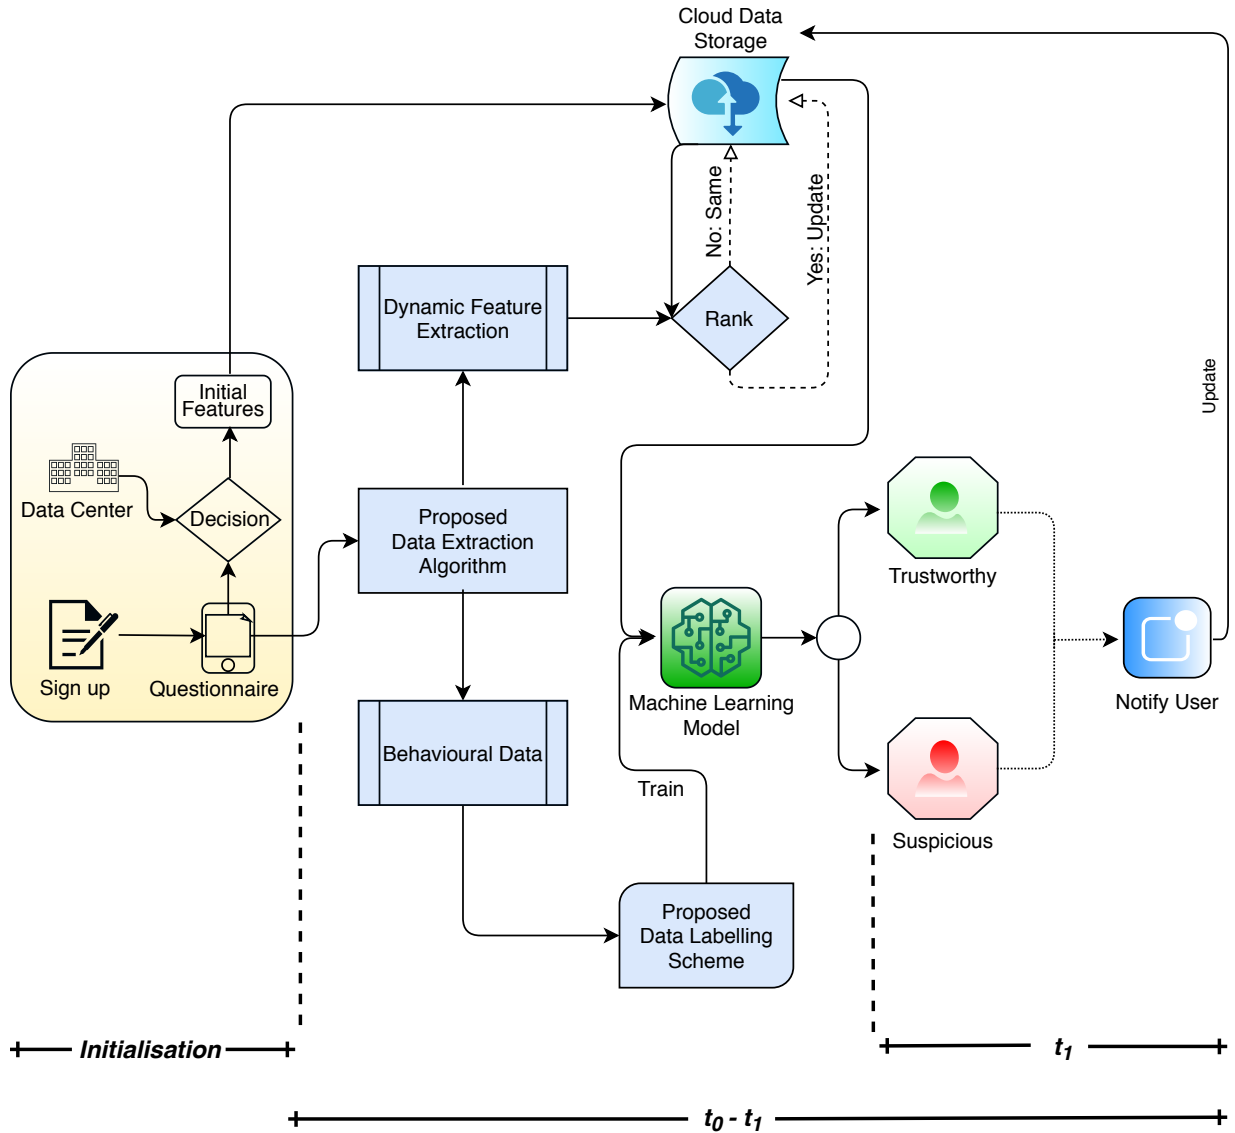 Cloud Data
Storage
No: Same
Yes: Update
Dynamic Feature
Extraction
Rank
Update
Initial
Features
Data Center
Decision
Proposed
Data Extraction
Algorithm
Trustworthy
Sign up
Questionnaire
Machine Learning
Model
Notify User
Behavioural Data
Train
Suspicious
Proposed
Data Labelling
Scheme
Initialisation
t1
t0 - t1